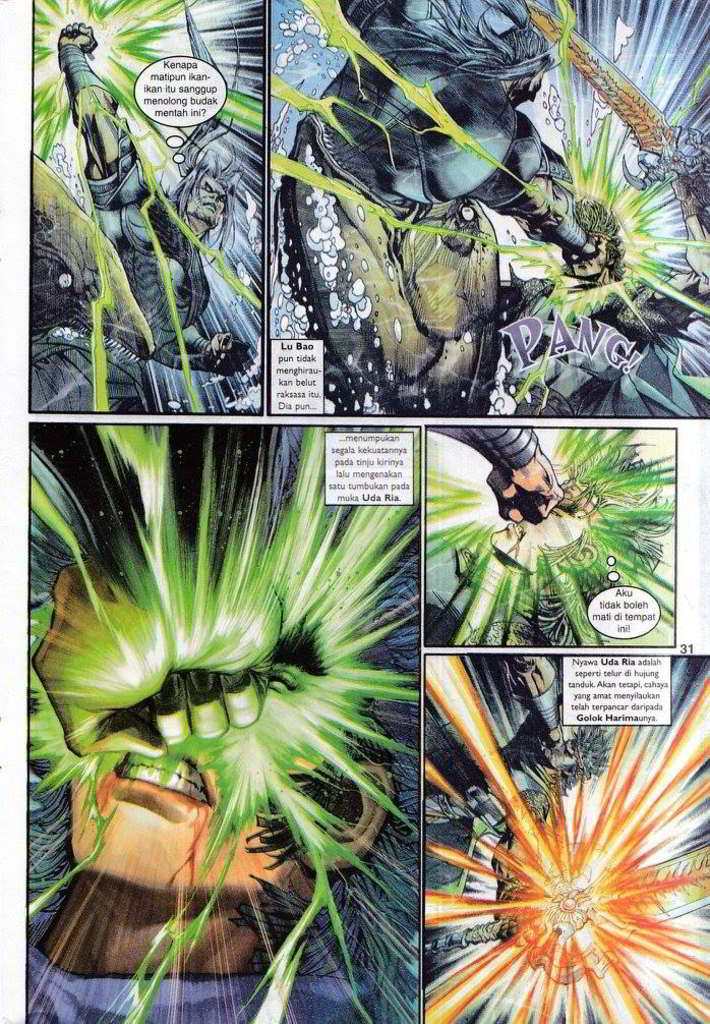 Kenapa
matipun ikan-
ikan itu sanggup
menolong budak
mentah ini?
Lu Bao
pun tidak
menghirau-
kan belut
raksasa itu.
Dia pun...
PANG!
...menumpukan
segala kekuatannya
pada tinju kirinya
lalu mengenakan
satu tumbukan pada
muka Uda Ria.
Aku
tidak boleh
mati di tempat
ini!
31
Nyawa Uda Ria adalah
seperti telur di hujung
tanduk. Akan tetapi, cahaya
yang amat menyilaukan
telah terpancar daripada
Golok Harimaunya.